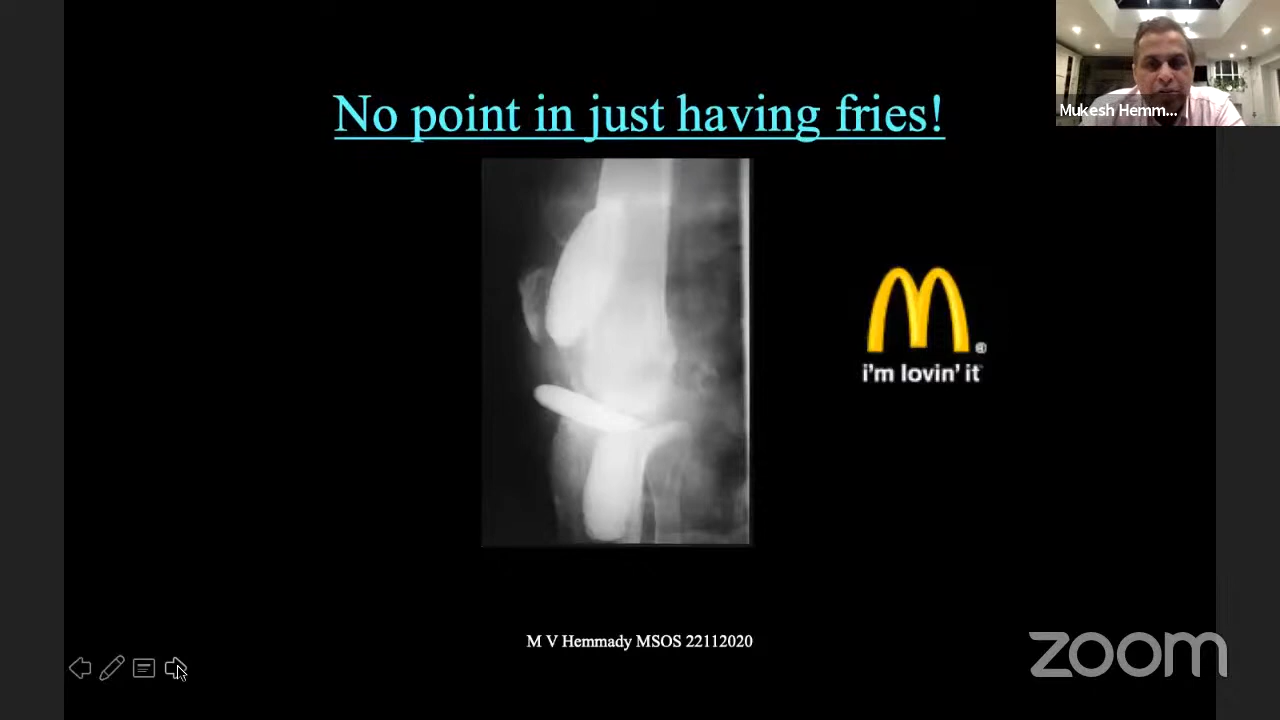 No point in just having fries!
Mukesh Hemm...
®
i'm lovin' it
M V Hemmady MSOS 22112020
zoom